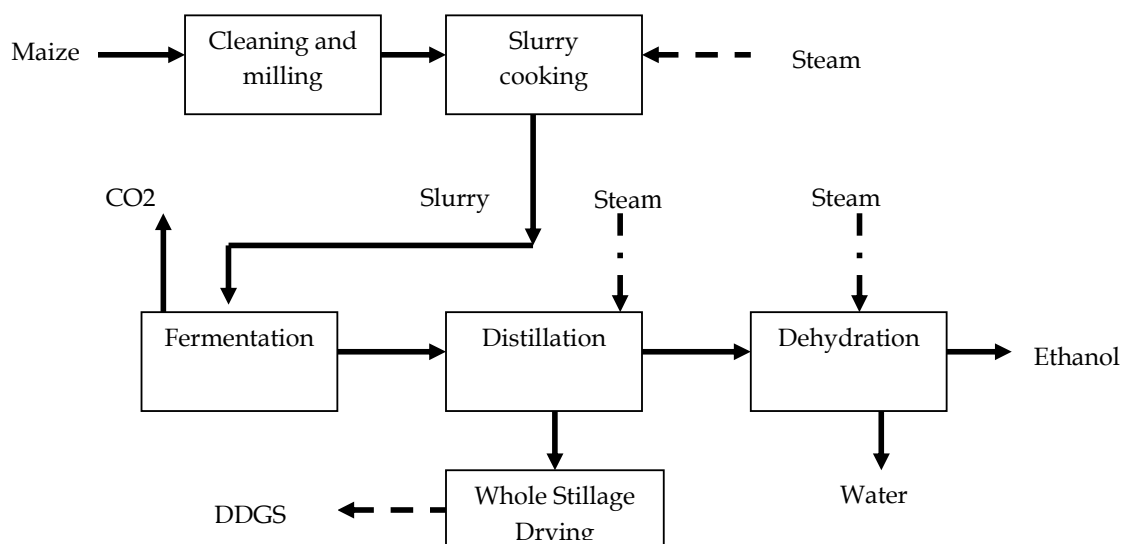 Maize
Cleaning and
milling
Slurry
cooking
Steam
CO2
Slurry
Steam
Steam
Fermentation
Distillation
Dehydration
Ethanol
DDGS
Whole Stillage
Drying
Water